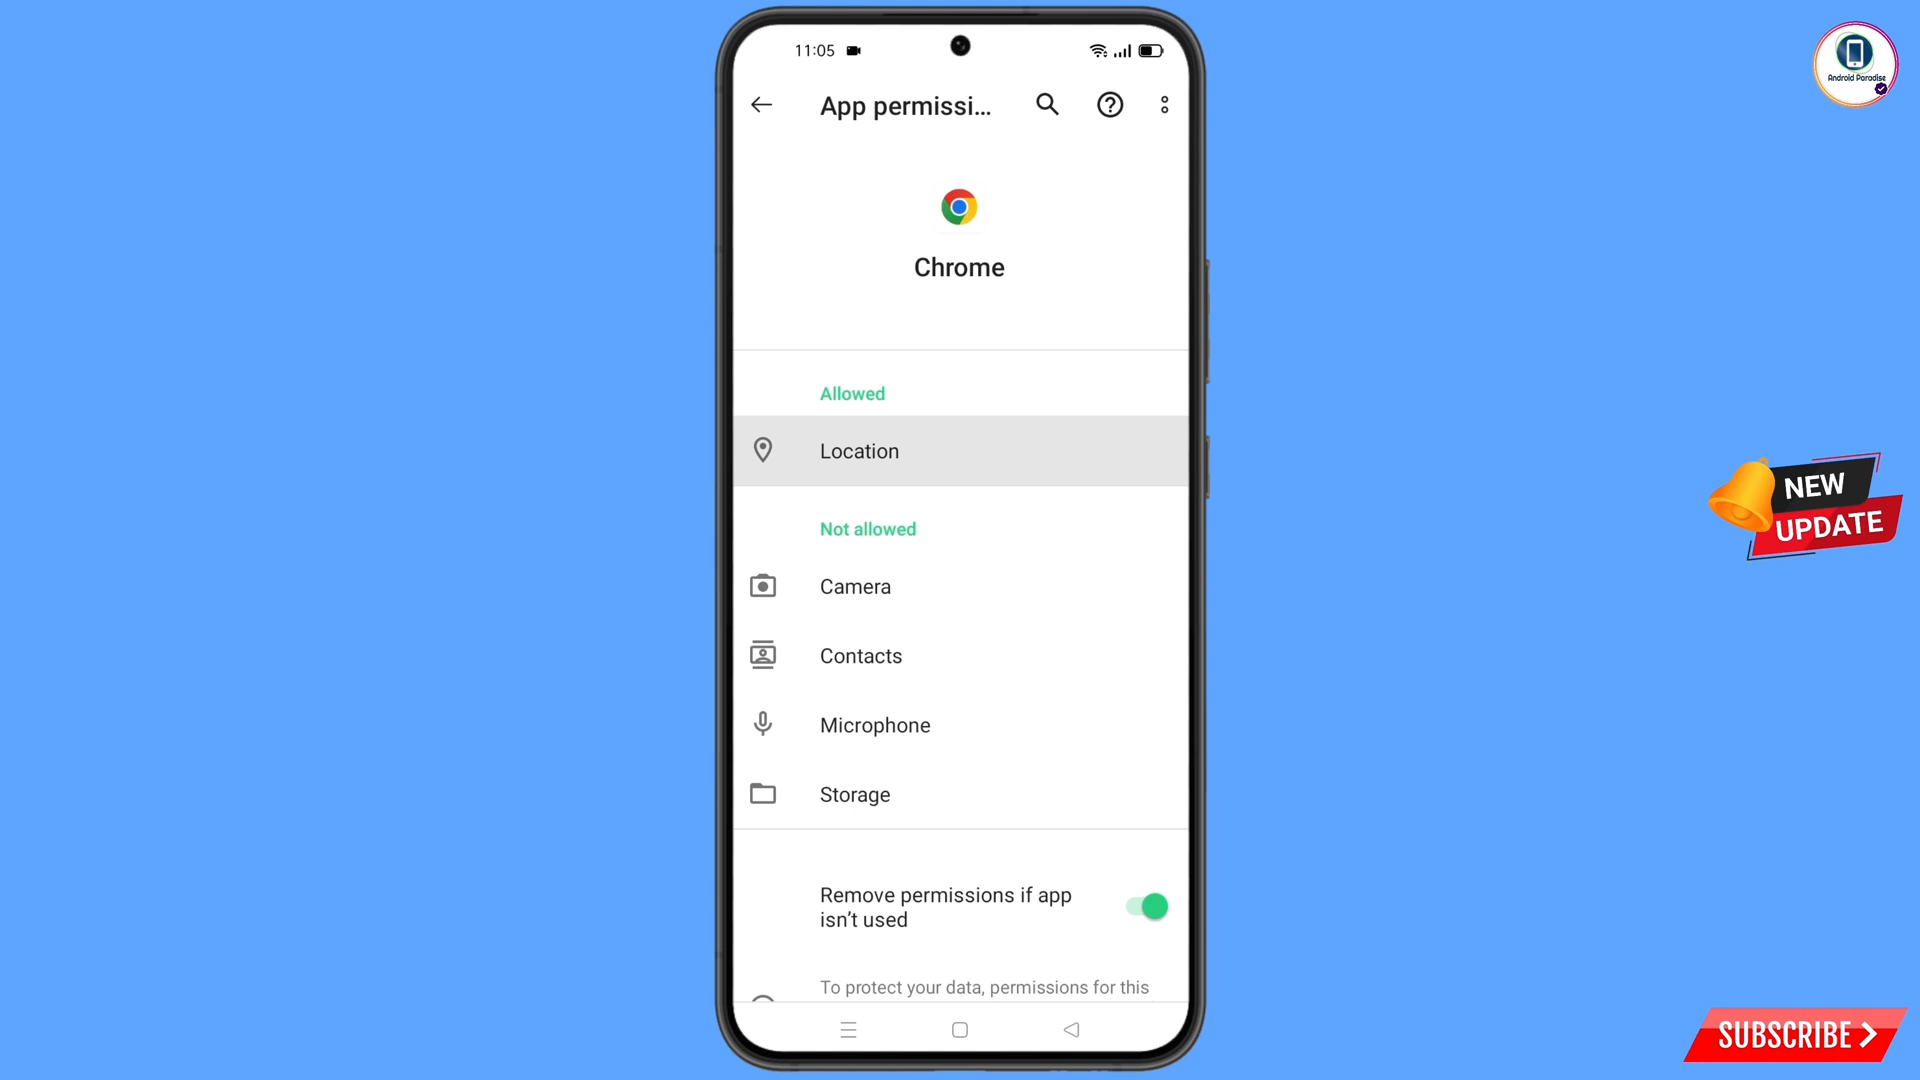 11:05
App permissi...
Chrome
Allowed
Location
Not allowed
Camera
Contacts
Microphone
Storage
Remove permissions if app
isn't used
To protect your data, permissions for this
Android Paradise
NEW
UPDATE
SUBSCRIBE